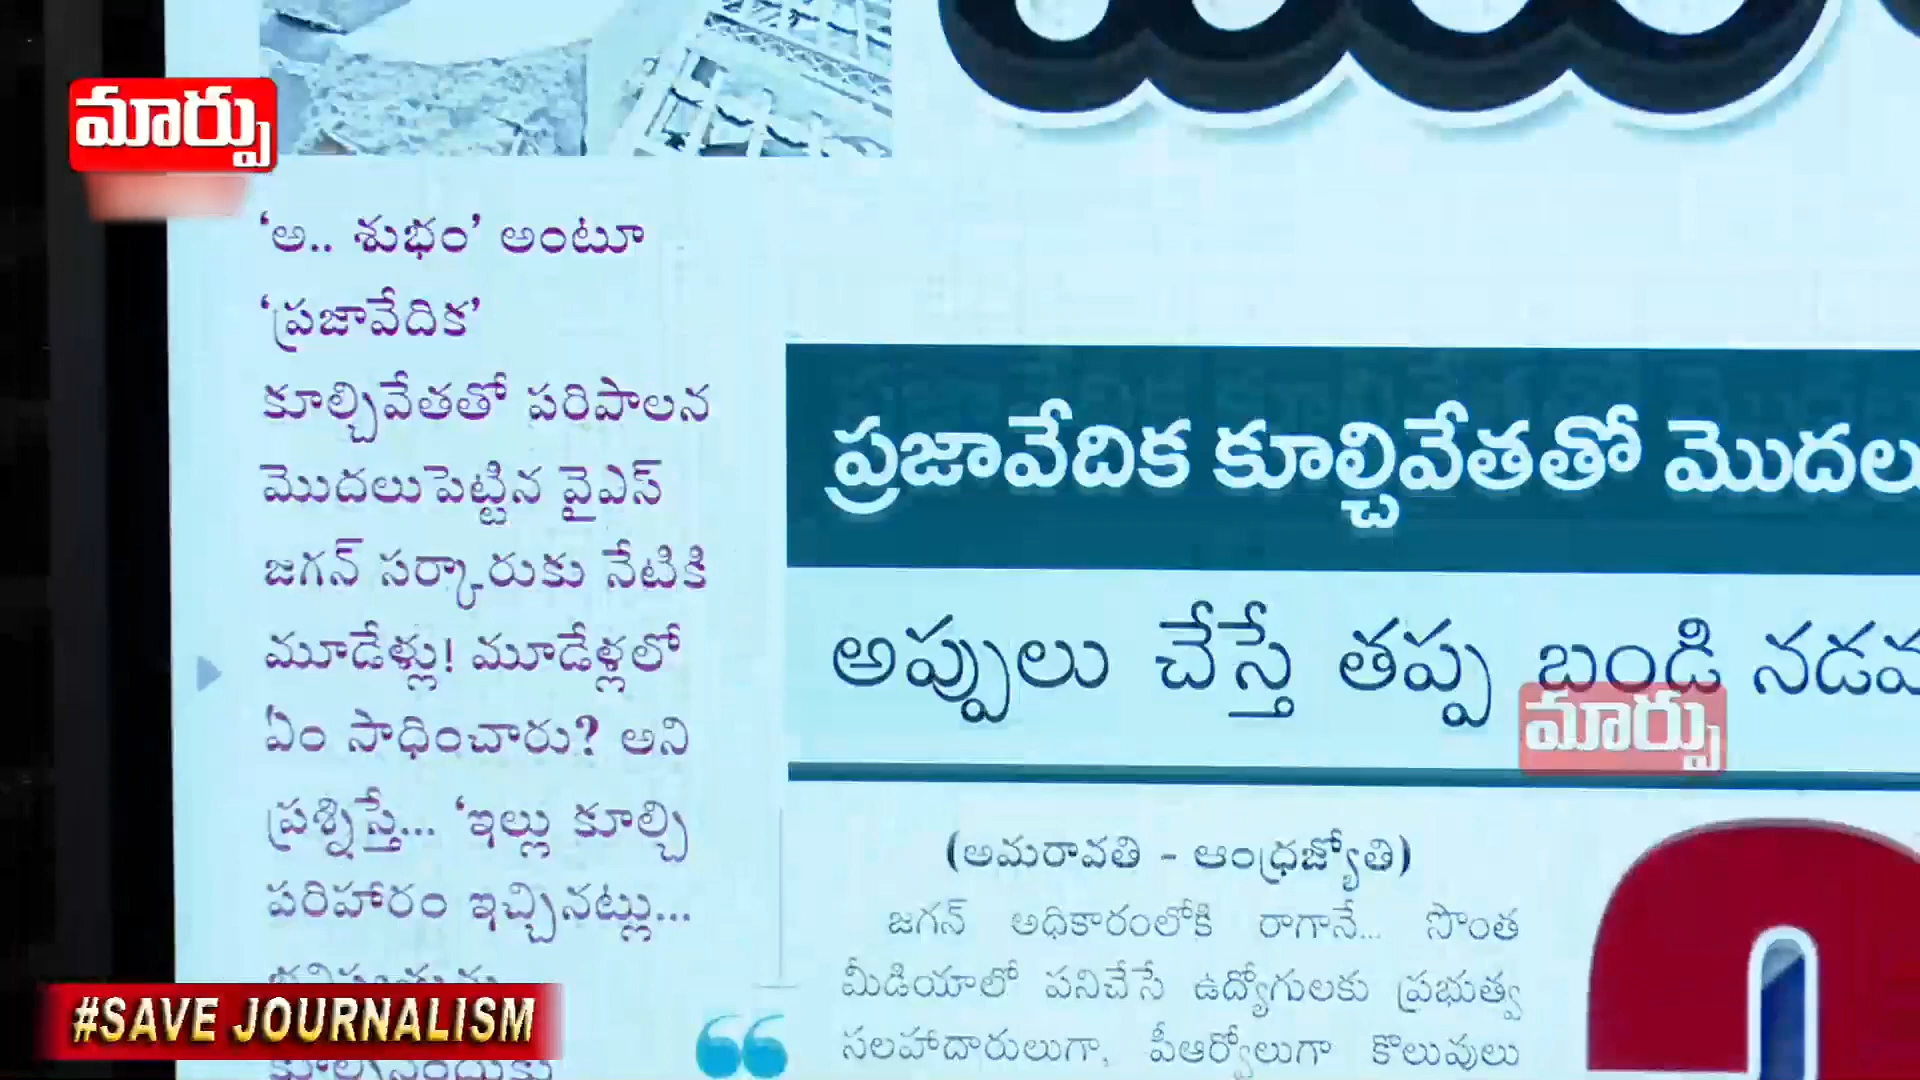 మార్పు
'అ.. శుభం' అంటూ
'ప్రజావేదిక'
కూల్చివేతతో పరిపాలన
మొదలుపెట్టిన వైఎస్
జగన్ సర్కారుకు నేటికి
మూడేళ్లు! మూడేళ్లలో
ఏం సాధించారు? అని
ప్రశ్నిస్తే... 'ఇల్లు కూల్చి
పరిహారం ఇచ్చినట్లు...
ప్రజావేదిక కూల్చివేతతో మొదలు
అప్పులు చేస్తే తప్ప బండి
మార్పు
(అమరావతి - ఆంధ్రజ్యోతి)
జగన్ అధికారంలోకి రాగానే... సొంత
మీడియాలో పనిచేసే ఉద్యోగులకు ప్రభుత్వ
సలహాదారులుగా, పీఆర్వోలుగా కొలువులు
#SAVE JOURNALISM